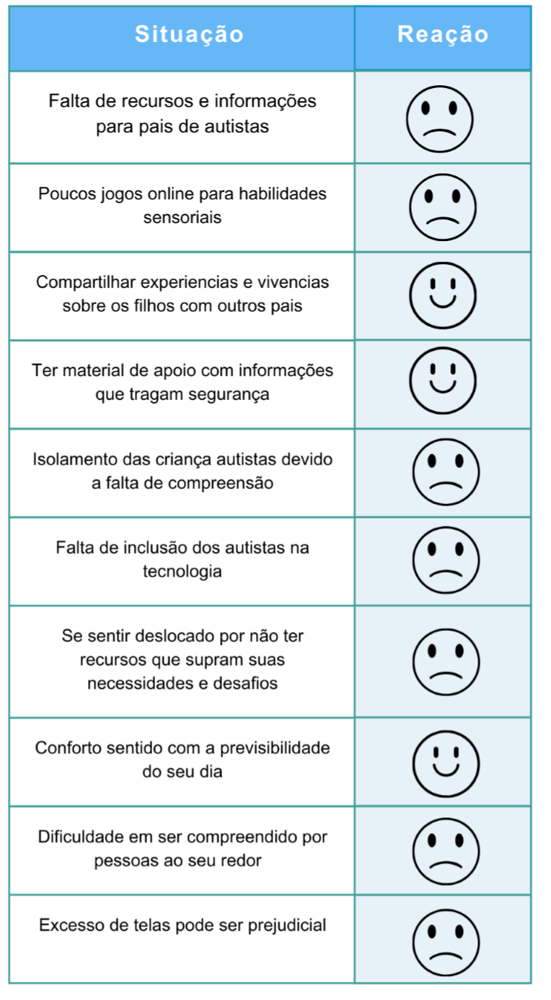 Situação
Reação
Falta de recursos e informações
para pais de autistas
Poucos jogos online para habilidades
sensoriais
Compartilhar experiencias e vivencias
sobre os filhos com outros pais
Ter material de apoio com informações
que tragam segurança
Isolamento das criança autistas devido
a falta de compreensão
Falta de inclusão dos autistas na
tecnologia
Se sentir deslocado por não ter
recursos que supram suas
necessidades e desafios
Conforto sentido com a previsibilidade
do seu dia
Dificuldade em ser compreendido por
pessoas ao seu redor
Excesso de telas pode ser prejudicial